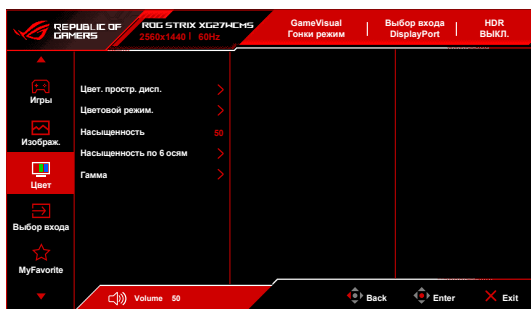 REPUBLIC OF
GAMERS
ROG STRIX XG27WCMS
2560x1440 | 60Hz
GameVisual
Гонки режим
Выбор входа
DisplayPort
HDR
ВЫКЛ.
Игры
Изображ.
Цвет
Выбор входа
MyFavorite
Цвет. простр. дисп.
Цветовой режим.
Насыщенность 50
Насыщенность по 6 осям
Гамма
Volume 50
Back
Enter
Exit